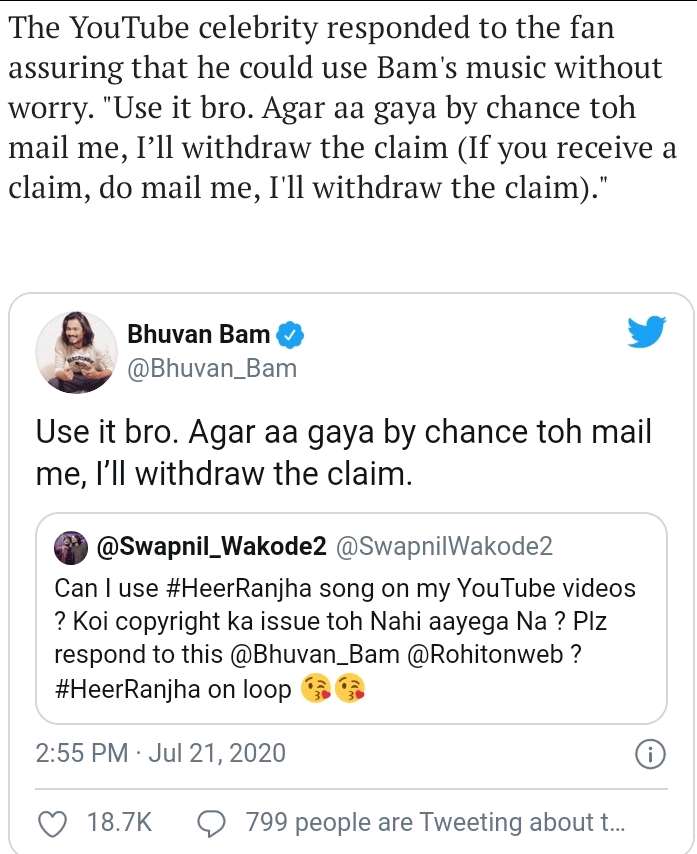 The YouTube celebrity responded to the fan
assuring that he could use Bam's music without
worry. "Use it bro. Agar aa gaya by chance toh
mail me, I’ll withdraw the claim (If you receive a
claim, do mail me, I'll withdraw the claim)."
Bhuvan Bam
@Bhuvan_Bam
Use it bro. Agar aa gaya by chance toh mail
me, I’ll withdraw the claim.
@Swapnil_Wakode2 @SwapnilWakode2
Can I use #HeerRanjha song on my YouTube videos
? Koi copyright ka issue toh Nahi aayega Na ? Plz
respond to this @Bhuvan_Bam @Rohitonweb ?
#HeerRanjha on loop 😘😘
2:55 PM · Jul 21, 2020
18.7K 799 people are Tweeting about t...